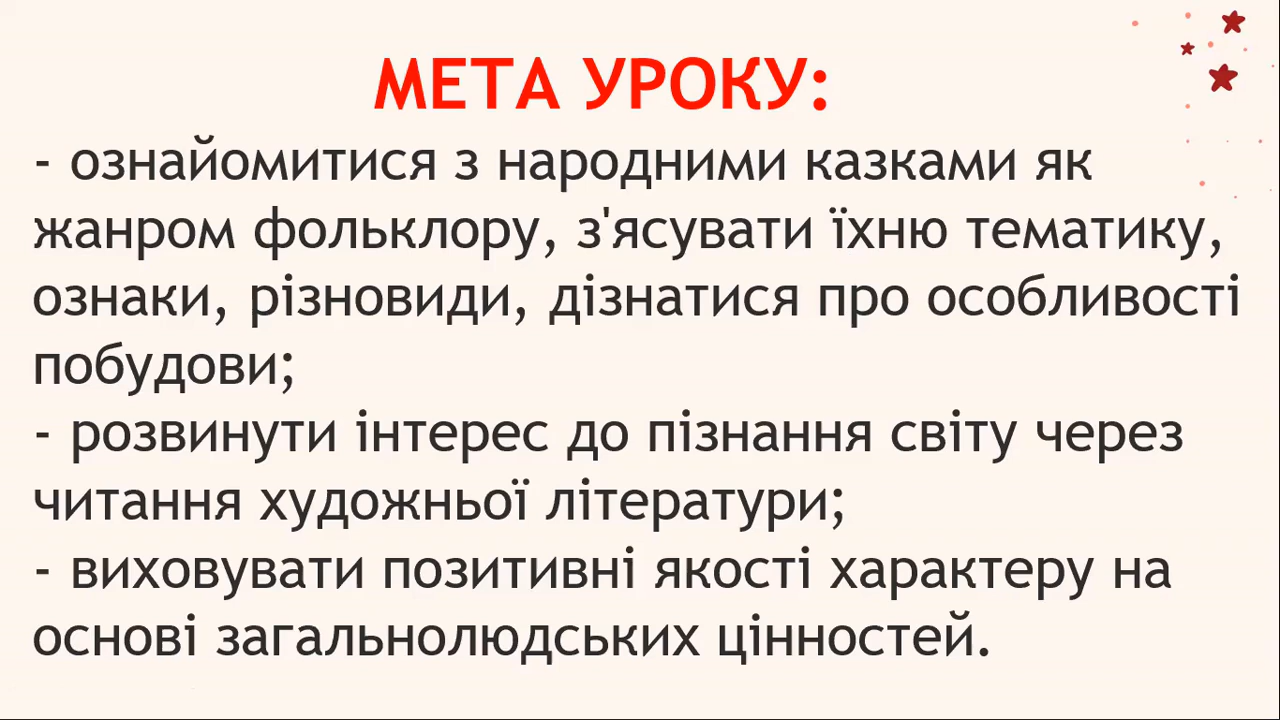 МЕТА УРОКУ:
- ознайомитися з народними казками як
жанром фольклору, з'ясувати їхню тематику,
ознаки, різновиди, дізнатися про особливості
побудови;
- розвинути інтерес до пізнання світу через
читання художньої літератури;
- виховувати позитивні якості характеру на
основі загальнолюдських цінностей.